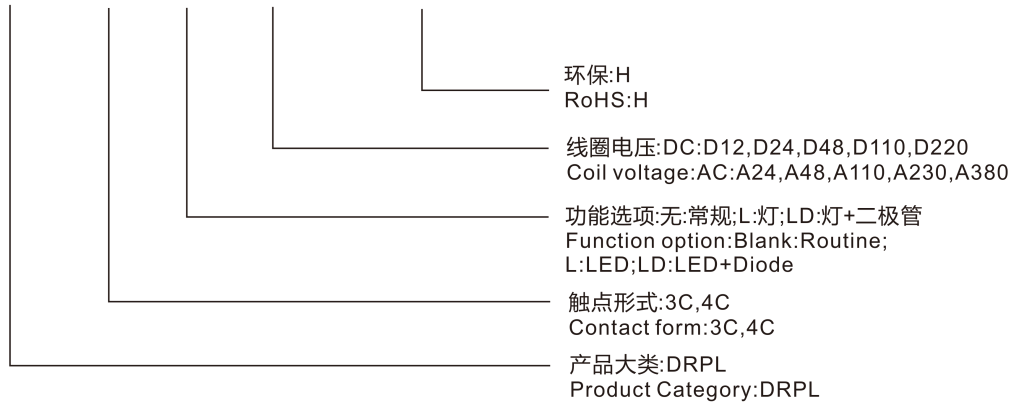 环保:H
RoHS:H
线圈电压:DC:D12,D24,D48,D110,D220
Coil voltage:AC:A24,A48,A110,A230,A380
功能选项:无:常规;L:灯;LD:灯+二极管
Function option:Blank:Routine;
L:LED;LD:LED+Diode
触点形式:3C,4C
Contact form:3C,4C
产品大类:DRPL
Product Category:DRPL